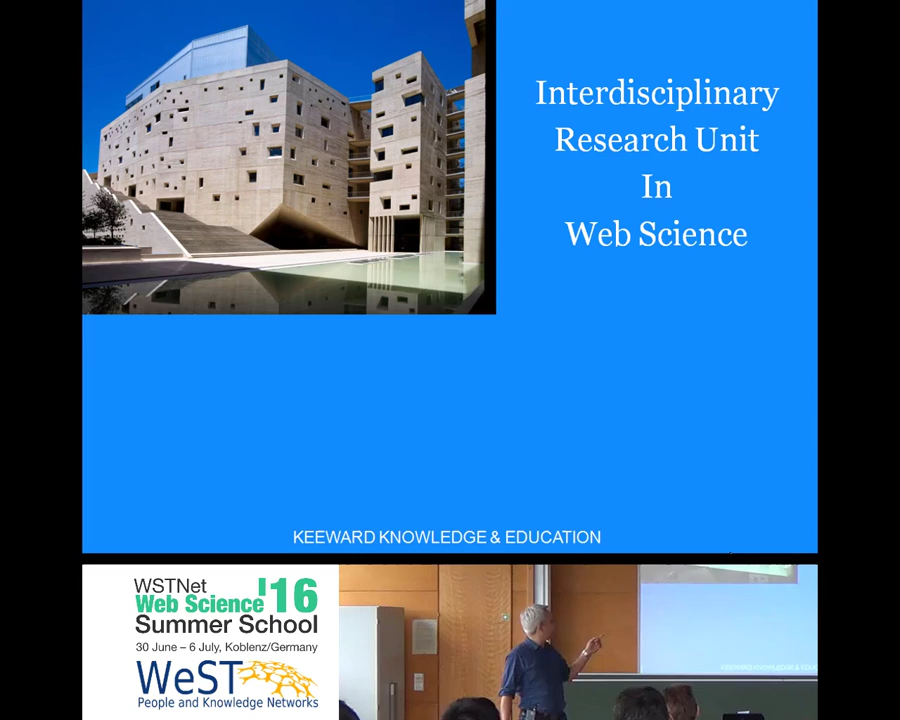 Interdisciplinary
Research Unit
In
Web Science
KEEWARD KNOWLEDGE & EDUCATION
WSTNet
Web Science '16
Summer School
30 June – 6 July, Koblenz/Germany
WeST
People and Knowledge Networks